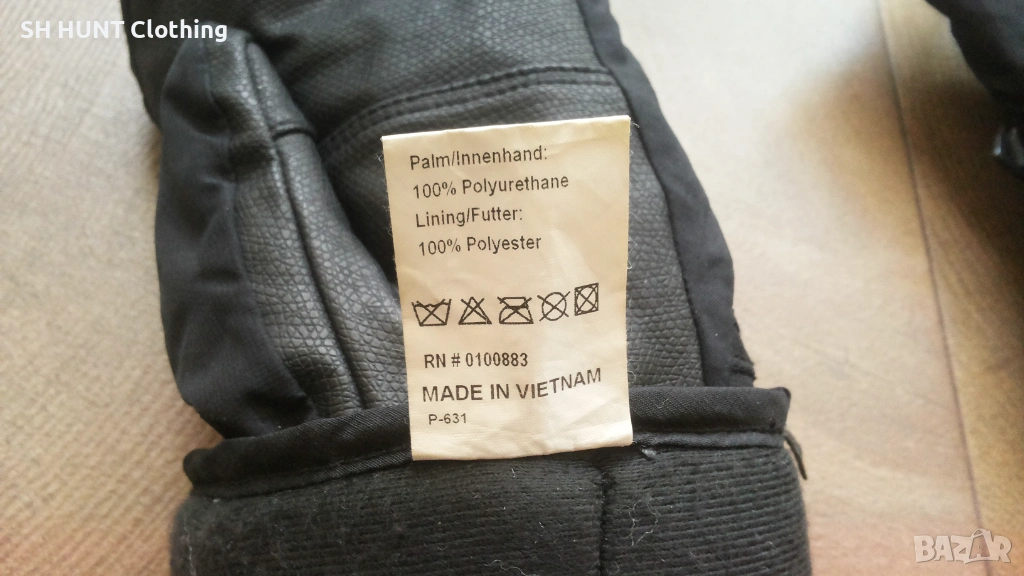 SH HUNT Clothing
Palm/Innenhand:
100% Polyurethane
Lining/Futter:
100% Polyester
RN # 0100883
MADE IN VIETNAM
P-631
BAZAR